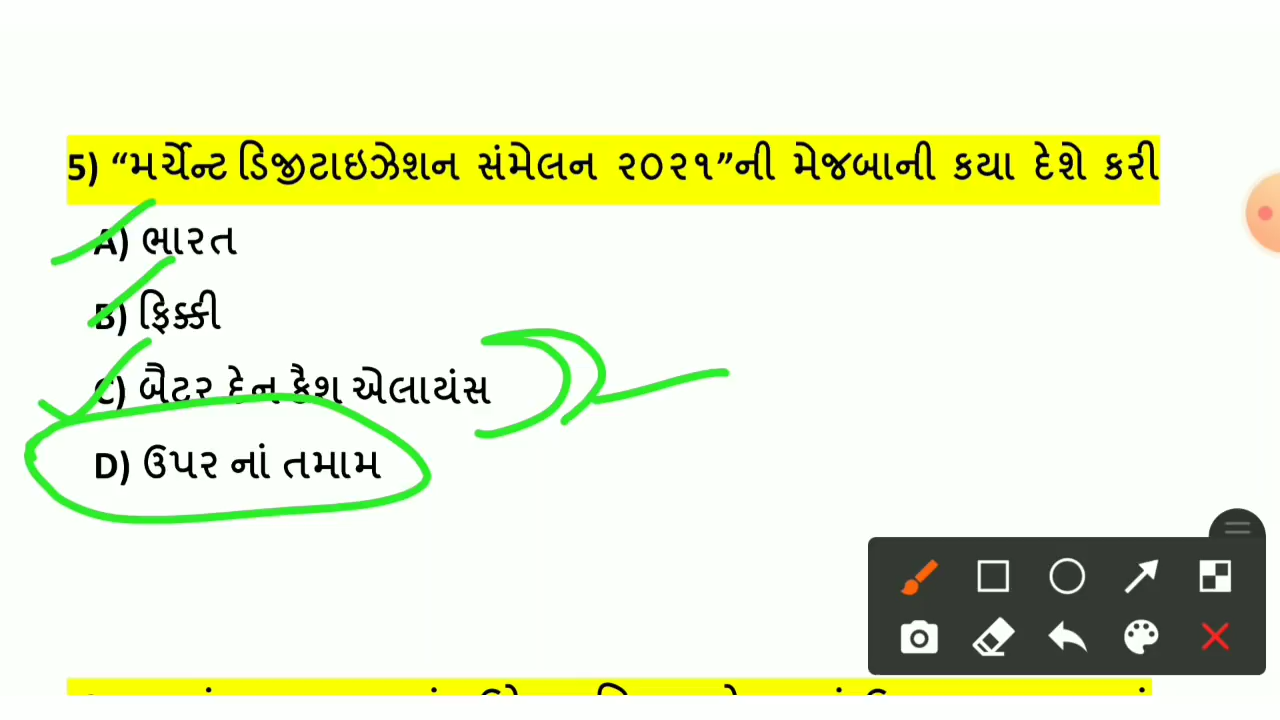 5) “મર્ચેન્ટ ડિજીટાઇઝેશન સંમેલન ૨૦૨૧”ની મેજબાની કયા દેશે કરી
A) ભારત
B) ફિક્કી
C) બૈટર દેન કૈશ એલાયંસ
D) ઉપર નાં તમામ